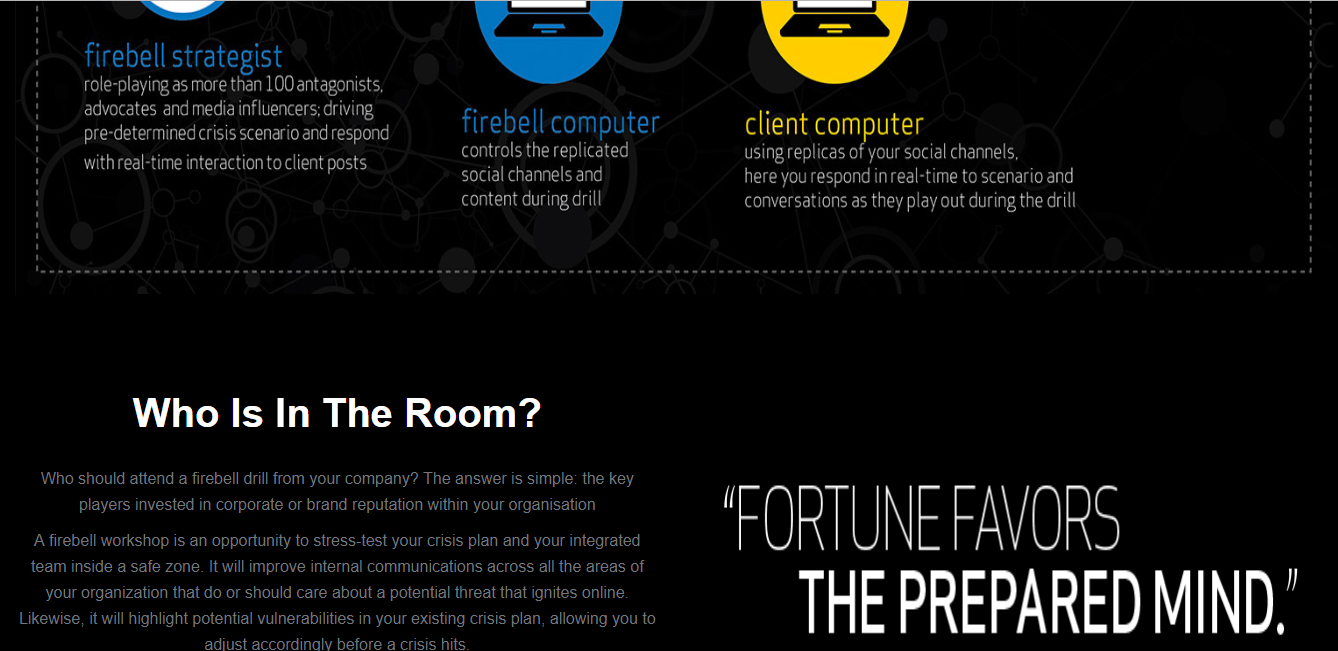 firebell strategist
role-playing as more than 100 antagonists,
advocates and media influencers; driving
pre-determined crisis scenario and respond
with real-time interaction to client posts
firebell computer
controls the replicated
social channels and
content during drill
client computer
using replicas of your social channels,
here you respond in real-time to scenario and
conversations as they play out during the drill
Who Is In The Room?
Who should attend a firebell drill from your company? The answer is simple: the key
players invested in corporate or brand reputation within your organisation
A firebell workshop is an opportunity to stress-test your crisis plan and your integrated
team inside a safe zone. It will improve internal communications across all the areas of
your organization that do or should care about a potential threat that ignites online.
Likewise, it will highlight potential vulnerabilities in your existing crisis plan, allowing you to
adjust accordingly before a crisis hits.
“FORTUNE FAVORS
THE PREPARED MIND.”